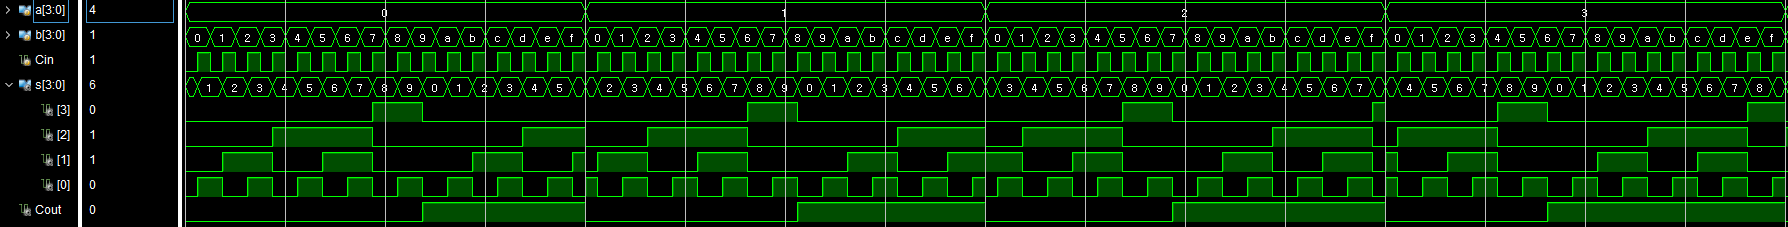 a[3:0] 4 0 1 2 3
b[3:0] 1 0 1 2 3 4 5 6 7 8 9 a b c d e f 0 1 2 3 4 5 6 7 8 9 a b c d e f 0 1 2 3 4 5 6 7 8 9 a b c d e f 0 1 2 3 4 5 6 7 8 9 a b c d e f
Cin 1
s[3:0] 6 1 2 3 4 5 6 7 8 9 0 1 2 3 4 5 2 3 4 5 6 7 8 9 0 1 2 3 4 5 6 3 4 5 6 7 8 9 0 1 2 3 4 5 6 7 4 5 6 7 8 9 0 1 2 3 4 5 6 7 8
[3] 0
[2] 1
[1] 1
[0] 0
Cout 0